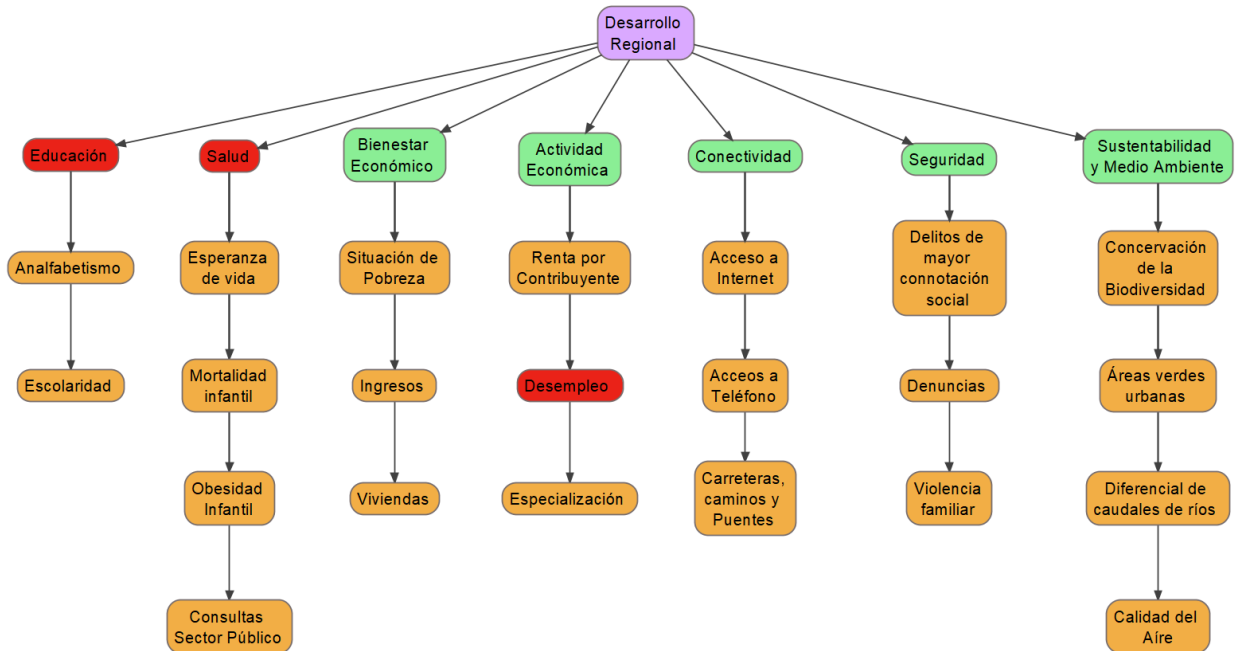 Desarrollo
Regional
Educación
Salud
Bienestar
Económico
Actividad
Económica
Conectividad
Seguridad
Sustentabilidad
y Medio Ambiente
Analfabetismo
Esperanza
de vida
Situación de
Pobreza
Renta por
Contribuyente
Acceso a
Internet
Delitos de
mayor
connotación
social
Concervación
de la
Biodiversidad
Escolaridad
Mortalidad
infantil
Ingresos
Desempleo
Acceos a
Teléfono
Denuncias
Áreas verdes
urbanas
Obesidad
Infantil
Viviendas
Especialización
Carreteras,
caminos y
Puentes
Violencia
familiar
Diferencial de
caudales de ríos
Consultas
Sector Público
Calidad del
Aíre